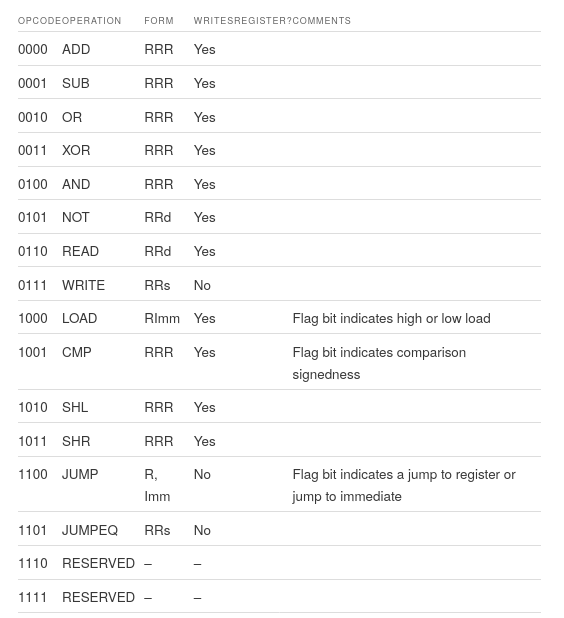 OPCODE OPERATION FORM WRITESREGISTER? COMMENTS
0000 ADD RRR Yes
0001 SUB RRR Yes
0010 OR RRR Yes
0011 XOR RRR Yes
0100 AND RRR Yes
0101 NOT RRd Yes
0110 READ RRd Yes
0111 WRITE RRs No
1000 LOAD RImm Yes Flag bit indicates high or low load
1001 CMP RRR Yes Flag bit indicates comparison
signedness
1010 SHL RRR Yes
1011 SHR RRR Yes
1100 JUMP R, No Flag bit indicates a jump to register or
Imm jump to immediate
1101 JUMPEQ RRs No
1110 RESERVED – –
1111 RESERVED – –